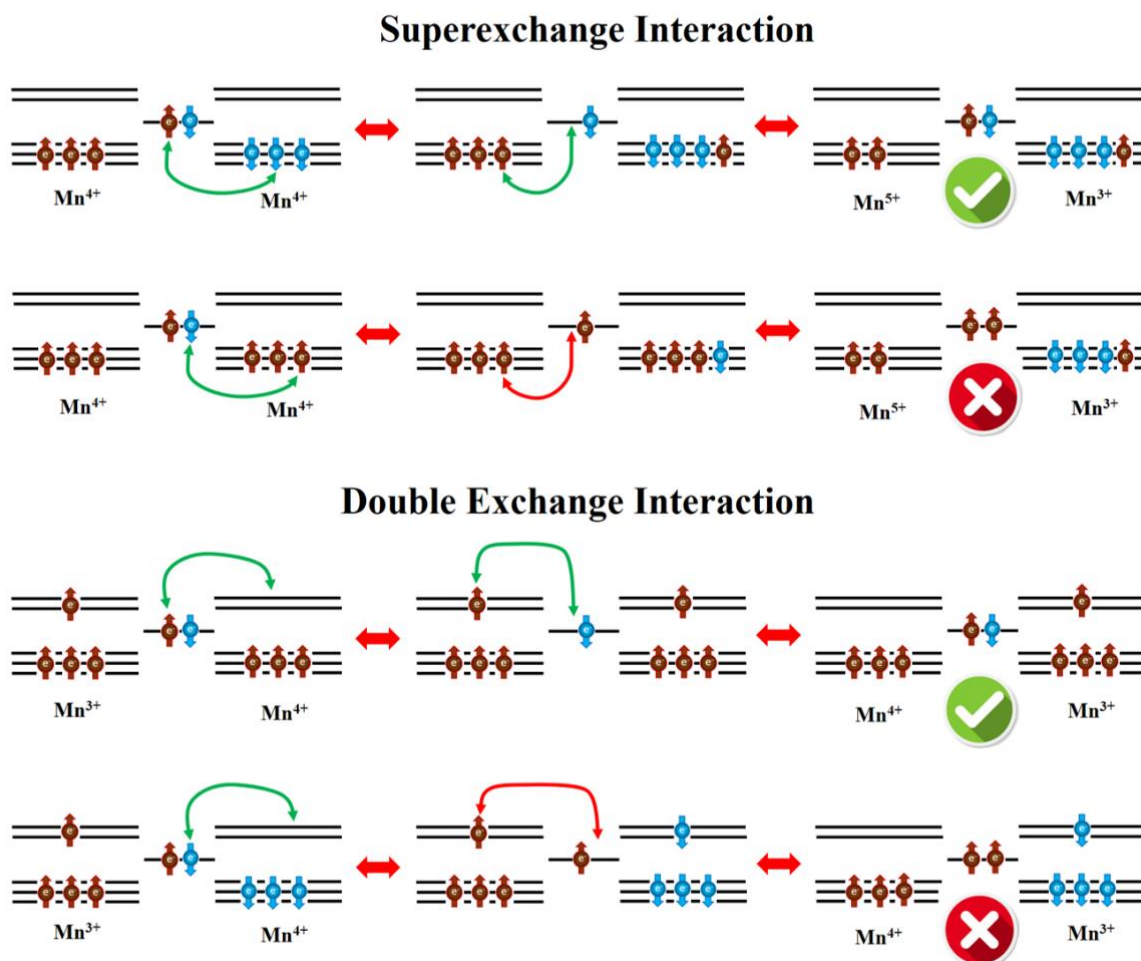 Superexchange Interaction
e e e e e e e e
e e e e e e e e
e e e e e e e e
Mn⁴⁺ Mn⁴⁺ Mn⁵⁺ Mn³⁺
e e e e e e e e
e e e e e e e e
e e e e e e e e
Mn⁴⁺ Mn⁴⁺ Mn⁵⁺ Mn³⁺
Double Exchange Interaction
e e e
e e e e e
e e e e e e e e e e e e e e e e e e
Mn³⁺ Mn⁴⁺ Mn⁴⁺ Mn³⁺
e e e e
e e e e e
e e e e e e e e e e e e e e e e e e
Mn³⁺ Mn⁴⁺ Mn⁴⁺ Mn³⁺